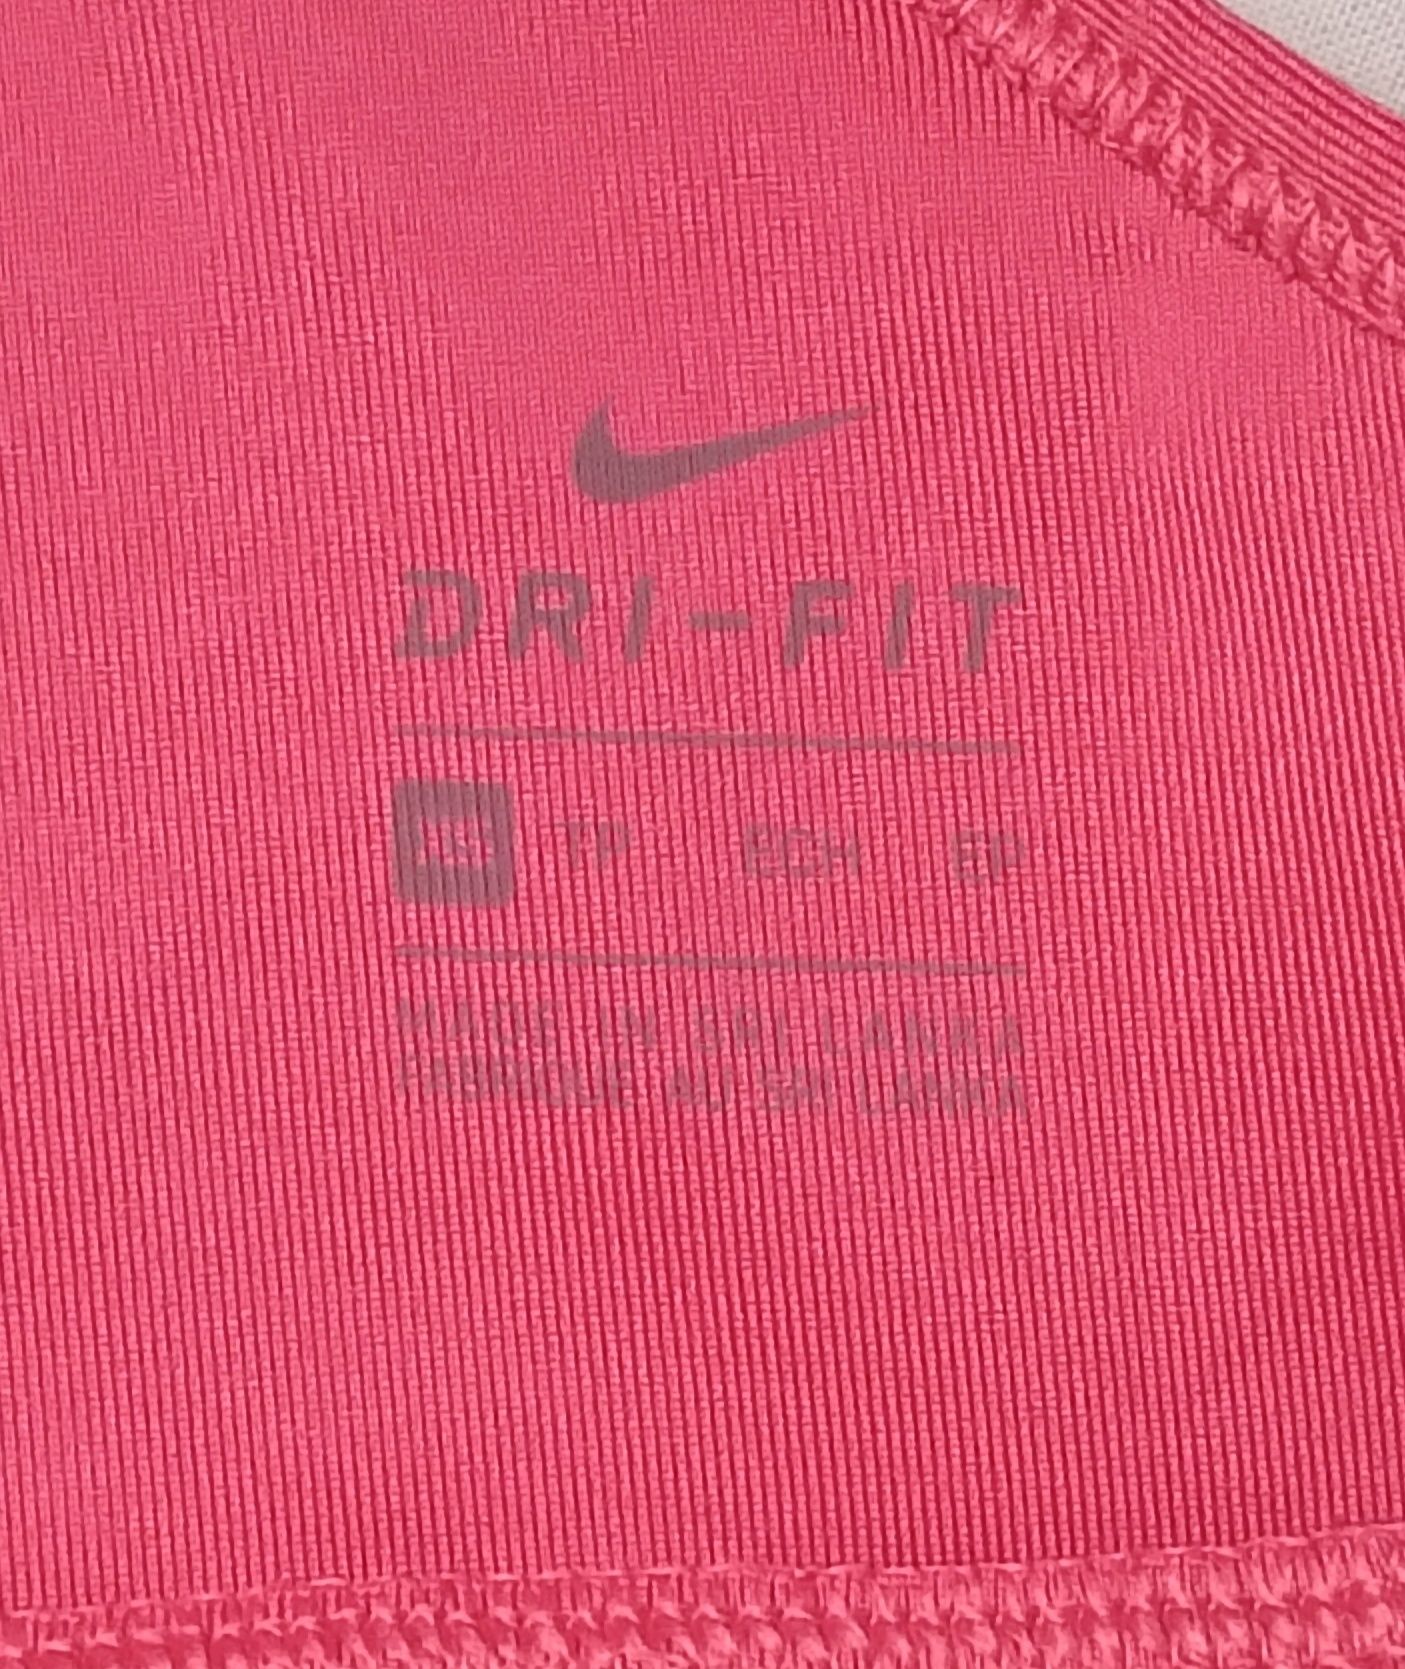 DRI-FIT
XS TP ECH EP
MADE IN SRI LANKA
FABRIQUE AU SRI LANKA